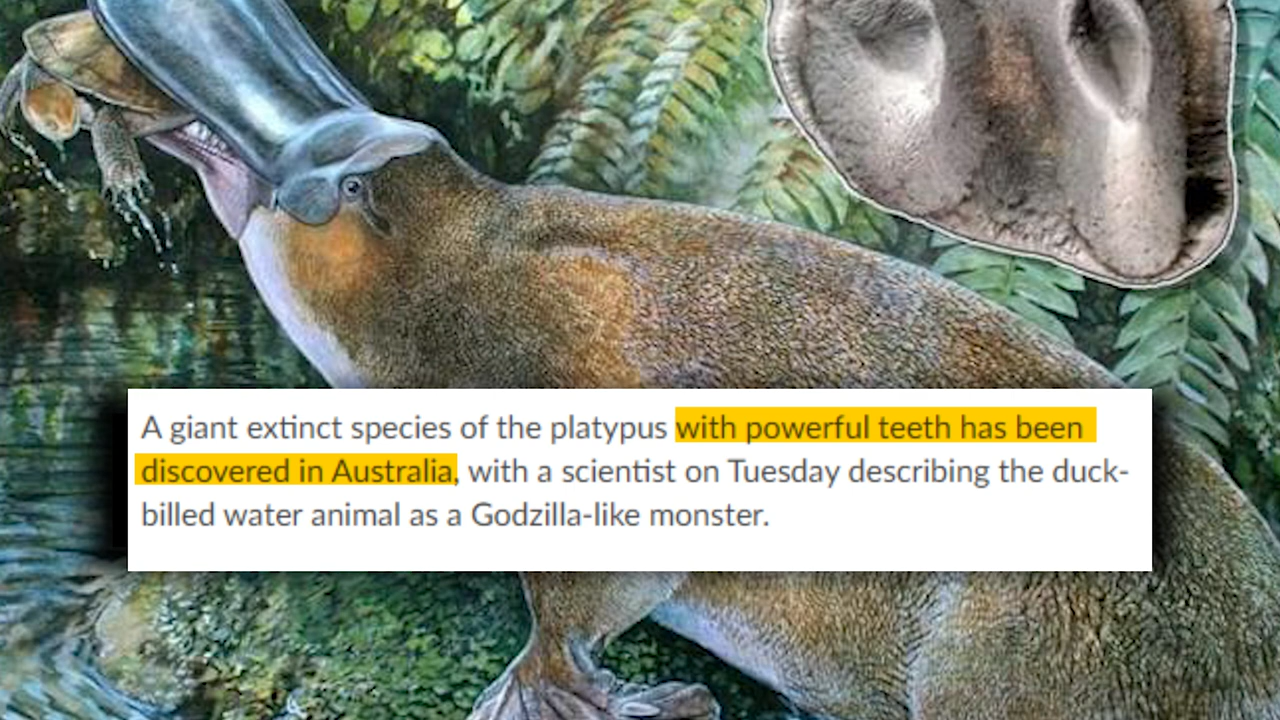 A giant extinct species of the platypus with powerful teeth has been
discovered in Australia, with a scientist on Tuesday describing the duck-
billed water animal as a Godzilla-like monster.